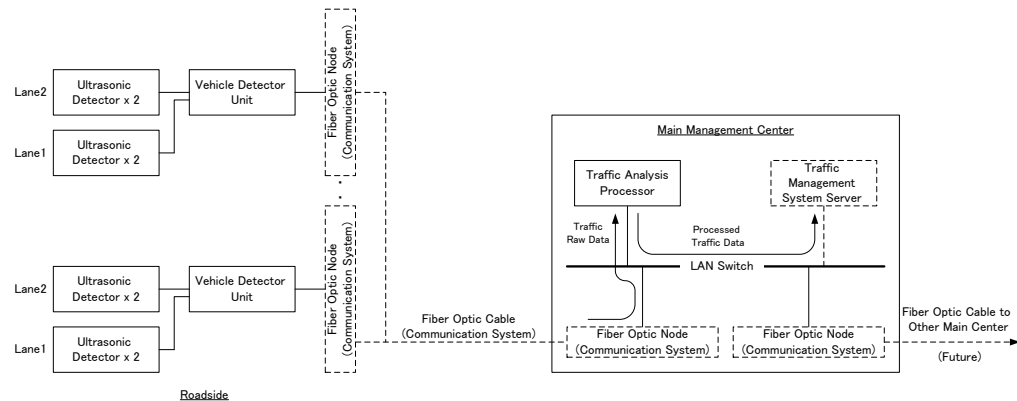 Lane2
Ultrasonic
Detector x 2
Vehicle Detector
Unit
Fiber Optic Node
(Communication System)
Lane1
Ultrasonic
Detector x 2
Lane2
Ultrasonic
Detector x 2
Vehicle Detector
Unit
Fiber Optic Node
(Communication System)
Lane1
Ultrasonic
Detector x 2
Roadside
Fiber Optic Cable
(Communication System)
Main Management Center
Traffic Analysis
Processor
Traffic
Management
System Server
Traffic
Raw Data
Processed
Traffic Data
LAN Switch
Fiber Optic Node
(Communication System)
Fiber Optic Node
(Communication System)
Fiber Optic Cable to
Other Main Center
(Future)